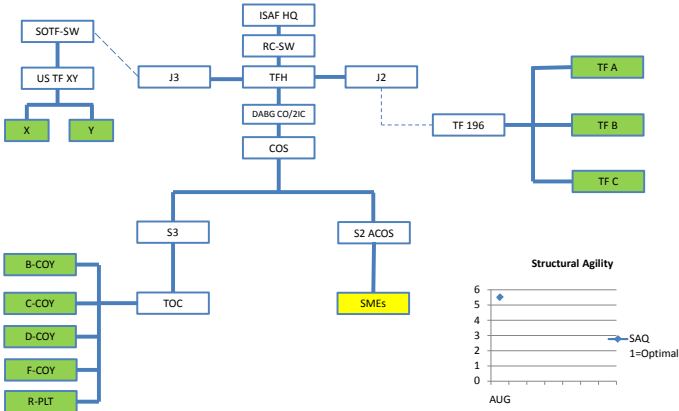 ISAF HQ
SOTF-SW
RC-SW
US TF XY
J3
TFH
J2
TF A
X
Y
DABG CO/2IC
TF 196
TF B
COS
TF C
S3
S2 ACOS
B-COY
C-COY
TOC
SMEs
D-COY
F-COY
R-PLT
Structural Agility
6
5
4
3
2
1
0
AUG
SAQ
1=Optimal